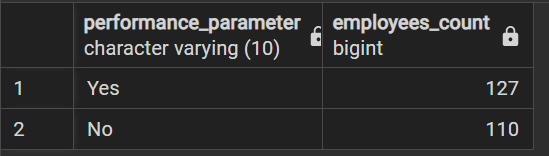 performance_parameter employees_count
character varying (10) bigint
1 Yes 127
2 No 110